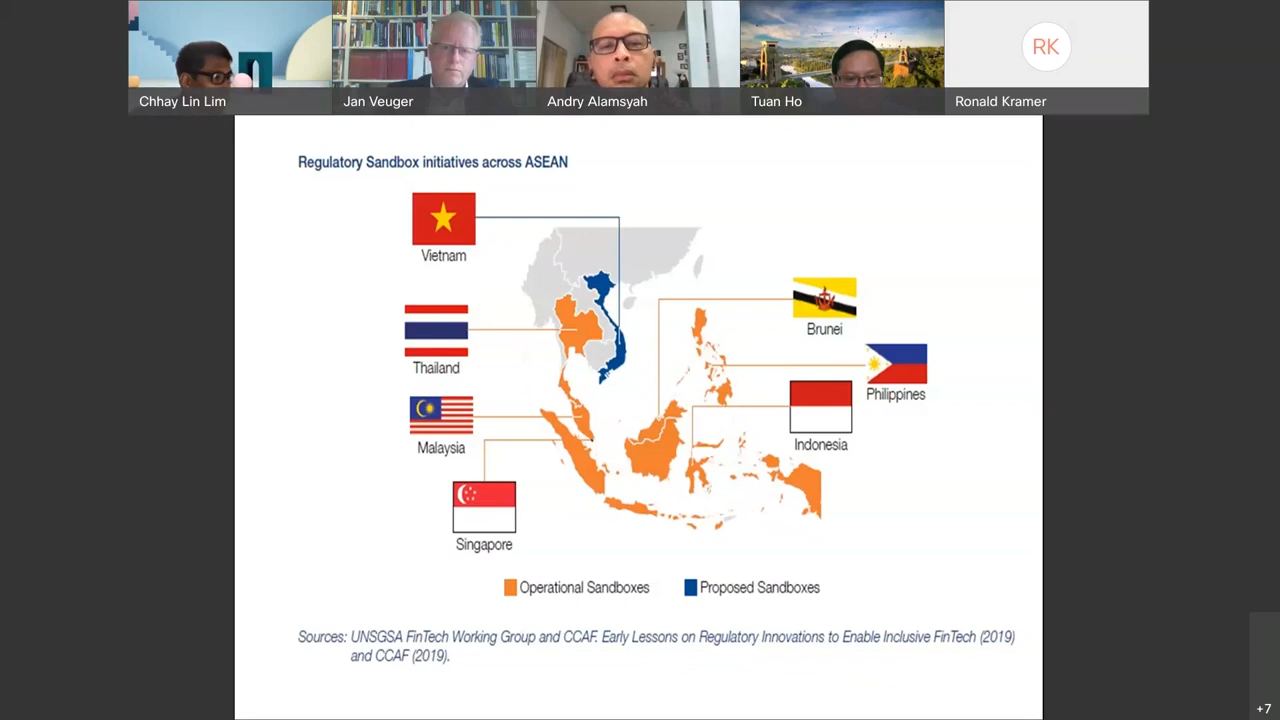 Chhay Lin Lim
Jan Veuger
Andry Alamsyah
Tuan Ho
RK
Ronald Kramer
Regulatory Sandbox initiatives across ASEAN
Vietnam
Thailand
Malaysia
Singapore
Brunei
Philippines
Indonesia
Operational Sandboxes
Proposed Sandboxes
Sources: UNSGSA FinTech Working Group and CCAF. Early Lessons on Regulatory Innovations to Enable Inclusive FinTech (2019)
and CCAF (2019).
+7